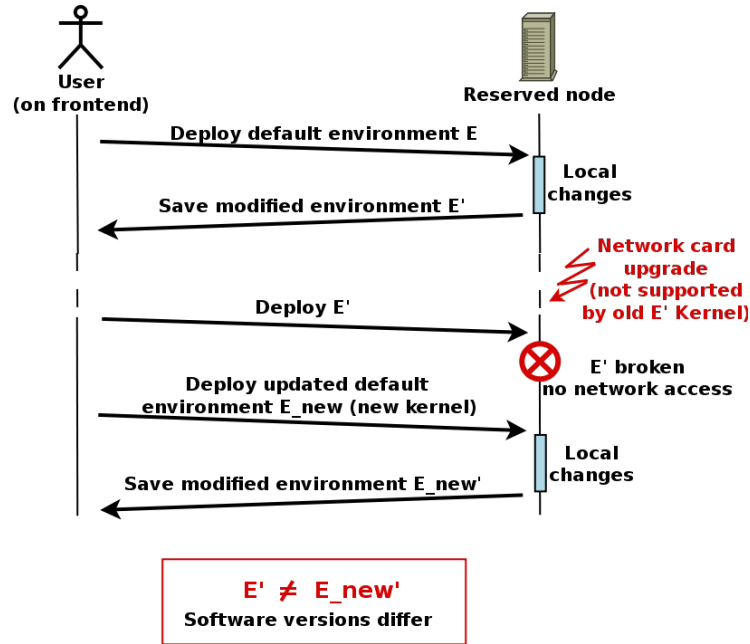 User
(on frontend)
Reserved node
Deploy default environment E
Local
changes
Save modified environment E'
Network card
upgrade
(not supported
by old E' Kernel)
Deploy E'
E' broken
no network access
Deploy updated default
environment E_new (new kernel)
Local
changes
Save modified environment E_new'
E' ≠ E_new'
Software versions differ